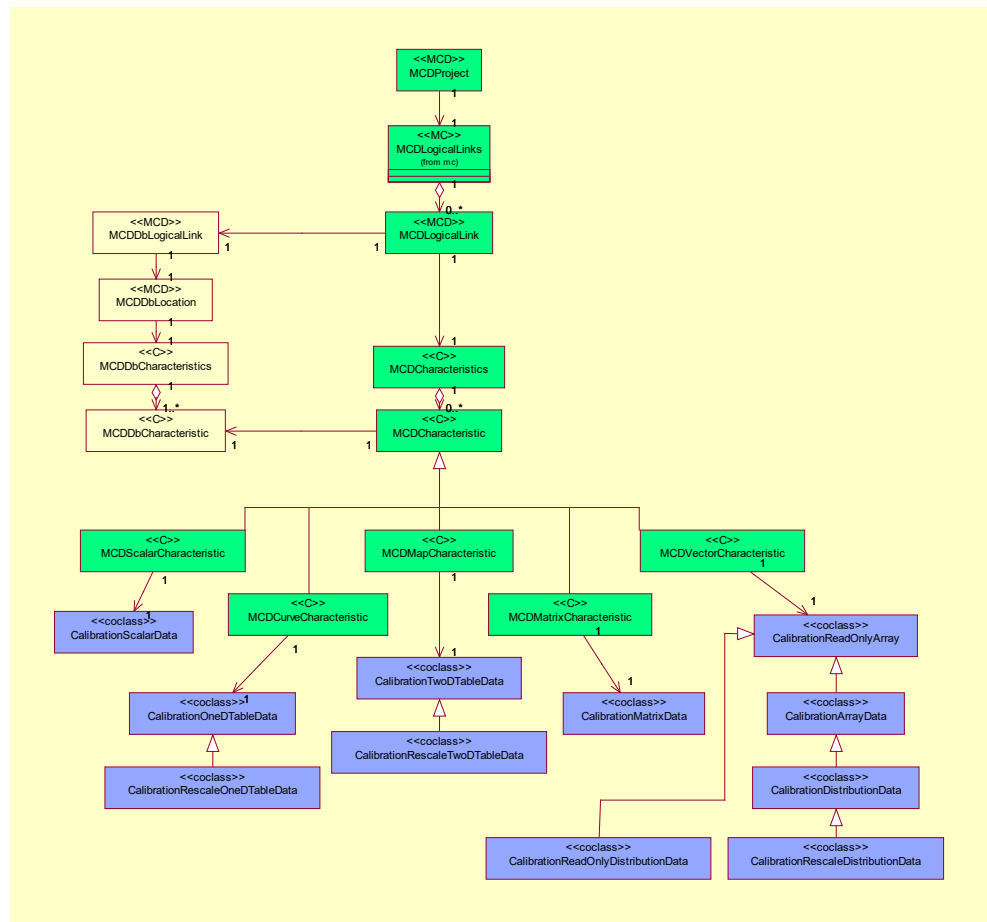 <<MCD>>
MCDProject
1
1
<<MC>>
MCDLogicalLinks
(from mc)
1
0..*
<<MCD>>
MCDDbLogicalLink
<<MCD>>
MCDLogicalLink
1
1
1
1
1
<<MCD>>
MCDDbLocation
1
1
<<C>>
MCDDbCharacteristics
1
1
<<C>>
MCDCharacteristics
1
1..*
0..*
<<C>>
MCDDbCharacteristic
<<C>>
MCDCharacteristic
1
1
<<C>>
MCDScalarCharacteristic
<<C>>
MCDMapCharacteristic
<<C>>
MCDVectorCharacteristic
1
1
1
<<C>>
MCDCurveCharacteristic
<<C>>
MCDMatrixCharacteristic
1
1
1
1
<<coclass>>
CalibrationScalarData
<<coclass>>
CalibrationReadOnlyArray
1
<<coclass>>
CalibrationTwoDTableData
1
1
<<coclass>>
CalibrationOneDTableData
<<coclass>>
CalibrationMatrixData
<<coclass>>
CalibrationArrayData
<<coclass>>
CalibrationRescaleTwoDTableData
<<coclass>>
CalibrationRescaleOneDTableData
<<coclass>>
CalibrationDistributionData
<<coclass>>
CalibrationReadOnlyDistributionData
<<coclass>>
CalibrationRescaleDistributionData